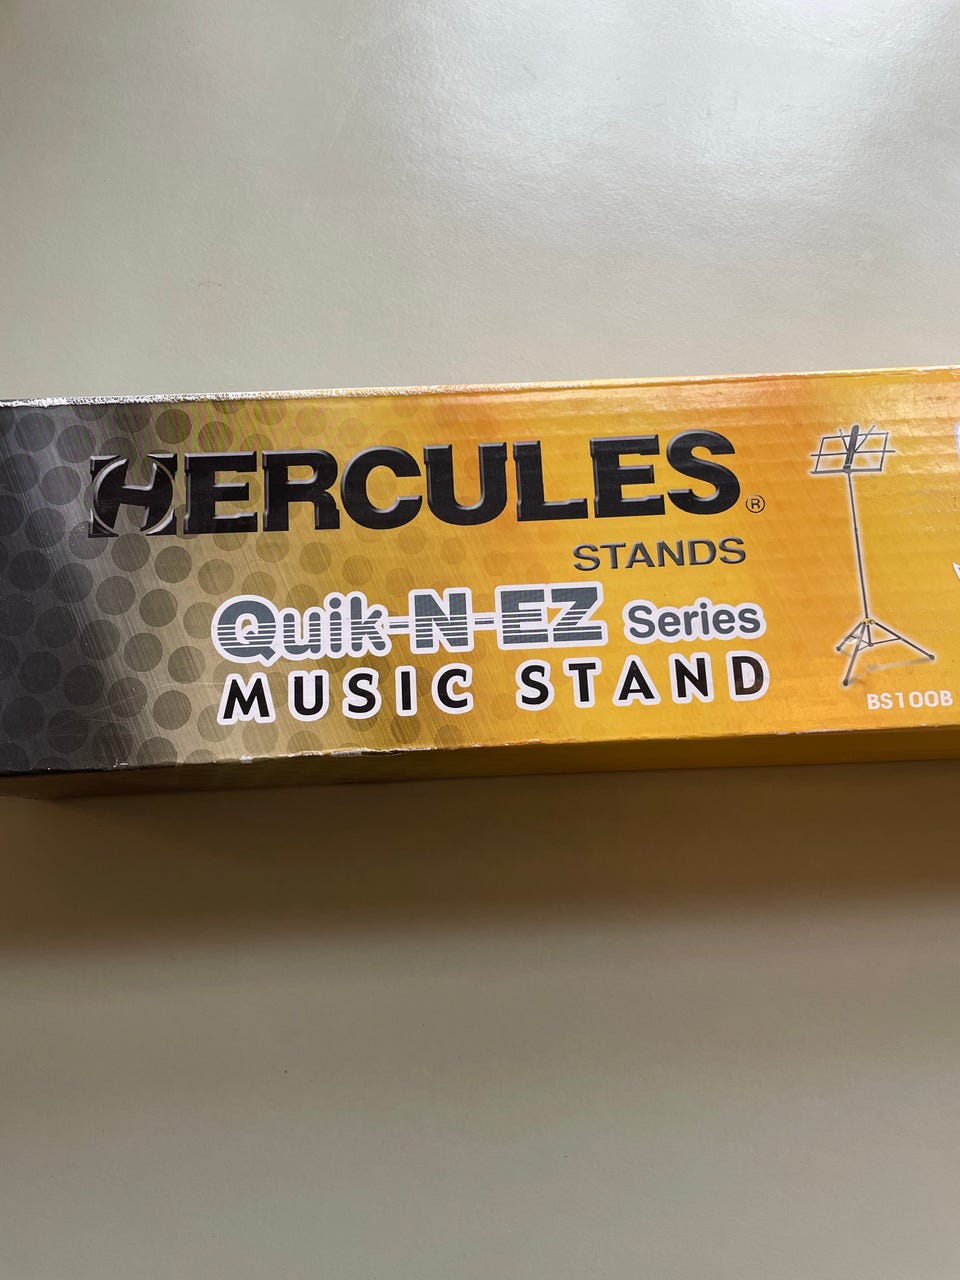 HERCULES®
STANDS
Quik-N-EZ Series
MUSIC STAND
BS100B